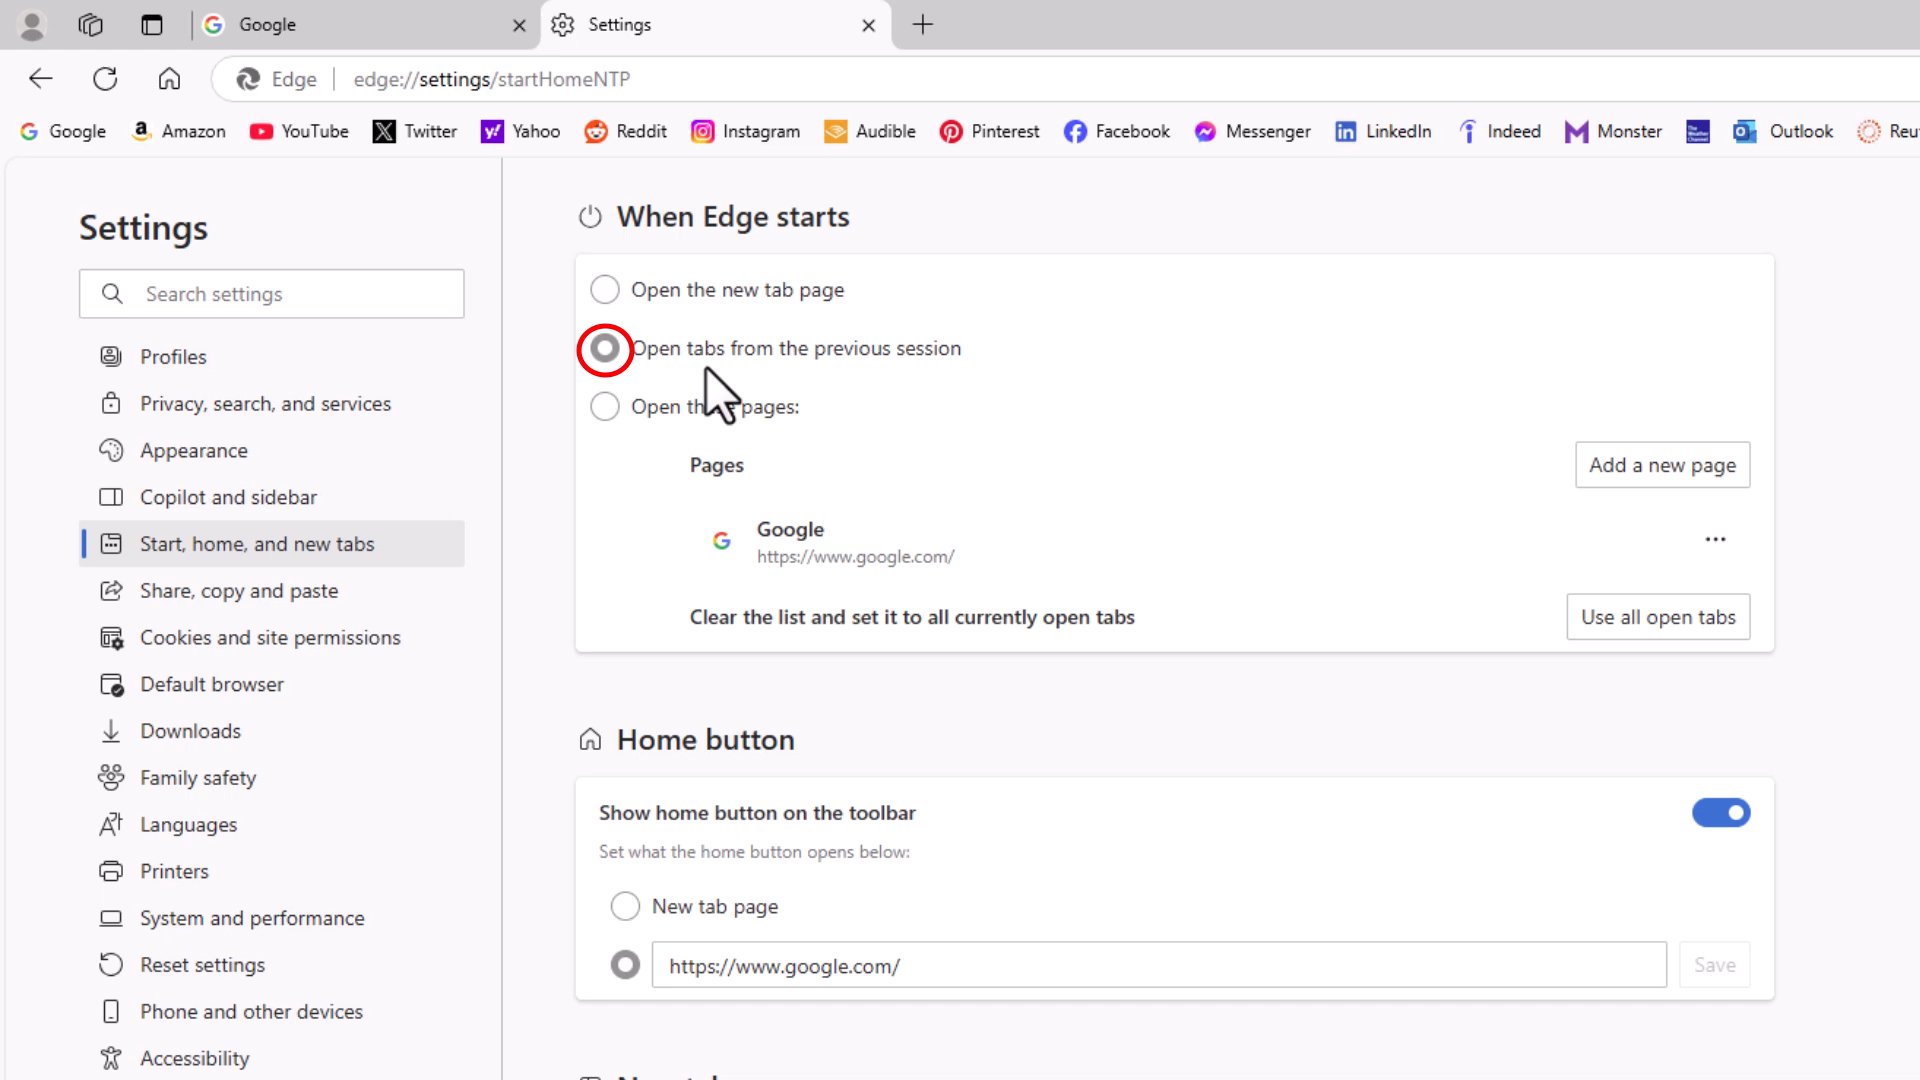 Google
Settings
Edge edge://settings/startHomeNTP
Google Amazon YouTube Twitter Yahoo Reddit Instagram Audible Pinterest Facebook Messenger LinkedIn Indeed Monster Outlook Reut
Settings
Search settings
Profiles
Privacy, search, and services
Appearance
Copilot and sidebar
Start, home, and new tabs
Share, copy and paste
Cookies and site permissions
Default browser
Downloads
Family safety
Languages
Printers
System and performance
Reset settings
Phone and other devices
Accessibility
When Edge starts
Open the new tab page
Open tabs from the previous session
Open pages:
Pages
Add a new page
Google
https://www.google.com/
Clear the list and set it to all currently open tabs
Use all open tabs
Home button
Show home button on the toolbar
Set what the home button opens below:
New tab page
https://www.google.com/
Save